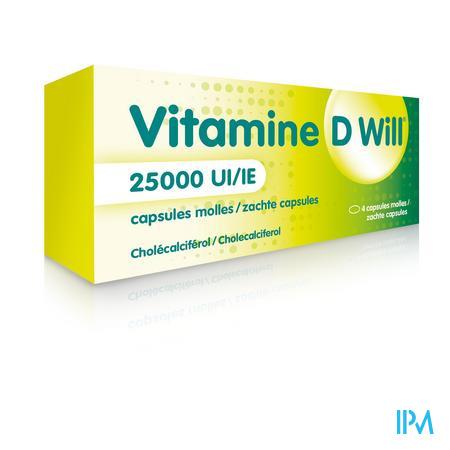 Vitamine D Will®
25000 UI/IE
capsules molles / zachte capsules
4 capsules molles /
zachte capsules
Cholécalciférol / Cholecalciferol
IPM